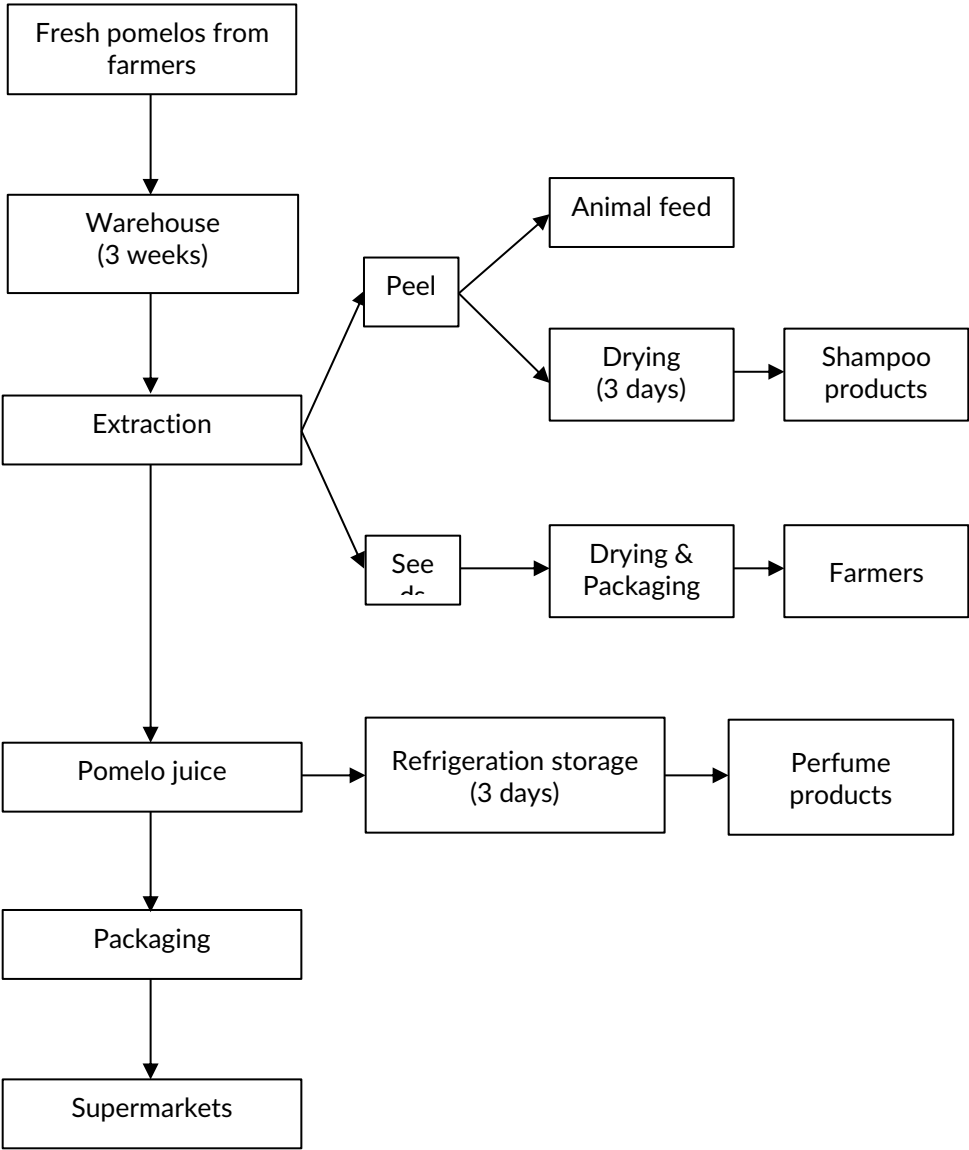 Fresh pomelos from
farmers
Warehouse
(3 weeks)
Extraction
Peel
Animal feed
Drying
(3 days)
Shampoo
products
See
ds
Drying &
Packaging
Farmers
Pomelo juice
Refrigeration storage
(3 days)
Perfume
products
Packaging
Supermarkets